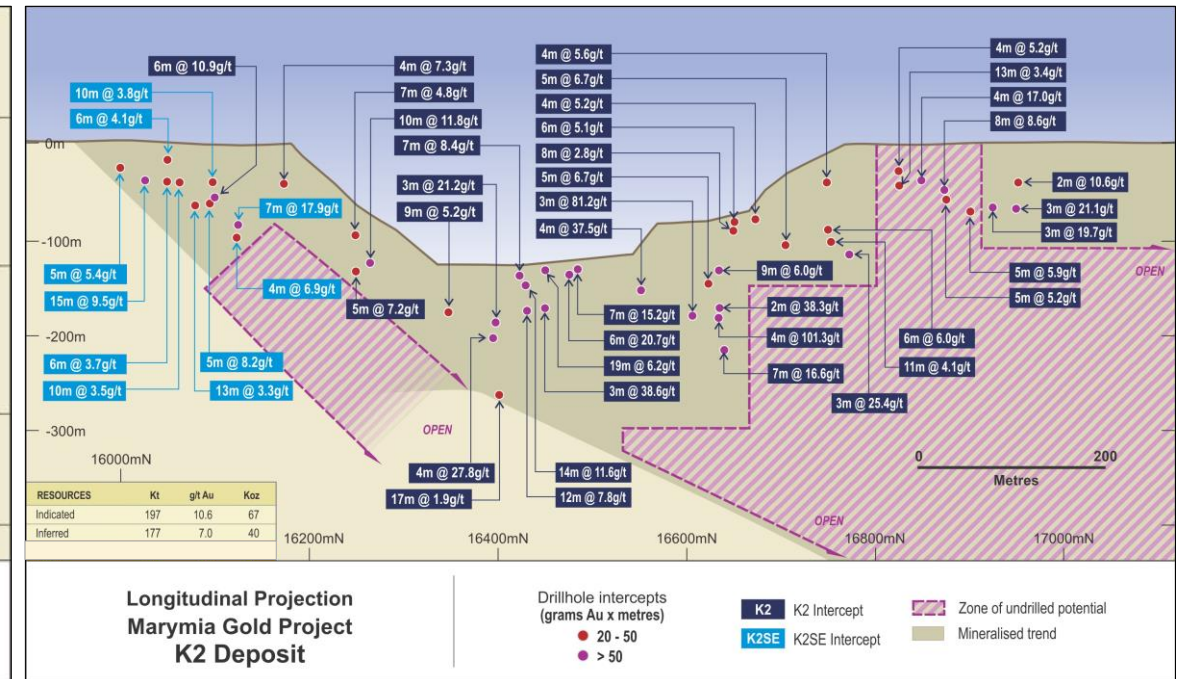 6m @ 10.9g/t
10m @ 3.8g/t
6m @ 4.1g/t
4m @ 7.3g/t
7m @ 4.8g/t
10m @ 11.8g/t
7m @ 8.4g/t
3m @ 21.2g/t
9m @ 5.2g/t
4m @ 5.6g/t
5m @ 6.7g/t
4m @ 5.2g/t
6m @ 5.1g/t
8m @ 2.8g/t
5m @ 6.7g/t
3m @ 81.2g/t
4m @ 37.5g/t
4m @ 5.2g/t
13m @ 3.4g/t
4m @ 17.0g/t
8m @ 8.6g/t
0m
-100m
-200m
-300m
7m @ 17.9g/t
4m @ 6.9g/t
5m @ 5.4g/t
15m @ 9.5g/t
6m @ 3.7g/t
10m @ 3.5g/t
5m @ 8.2g/t
13m @ 3.3g/t
5m @ 7.2g/t
9m @ 6.0g/t
7m @ 15.2g/t
6m @ 20.7g/t
19m @ 6.2g/t
3m @ 38.6g/t
2m @ 38.3g/t
4m @ 101.3g/t
7m @ 16.6g/t
2m @ 10.6g/t
3m @ 21.1g/t
3m @ 19.7g/t
5m @ 5.9g/t
5m @ 5.2g/t
6m @ 6.0g/t
11m @ 4.1g/t
3m @ 25.4g/t
OPEN
OPEN
OPEN
4m @ 27.8g/t
17m @ 1.9g/t
14m @ 11.6g/t
12m @ 7.8g/t
0 200
Metres
16000mN
16200mN 16400mN 16600mN 16800mN 17000mN
RESOURCES Kt g/t Au Koz
Indicated 197 10.6 67
Inferred 177 7.0 40
Longitudinal Projection
Marymia Gold Project
K2 Deposit
Drillhole intercepts
(grams Au x metres)
20 - 50
> 50
K2 K2 Intercept
K2SE K2SE Intercept
Zone of undrilled potential
Mineralised trend